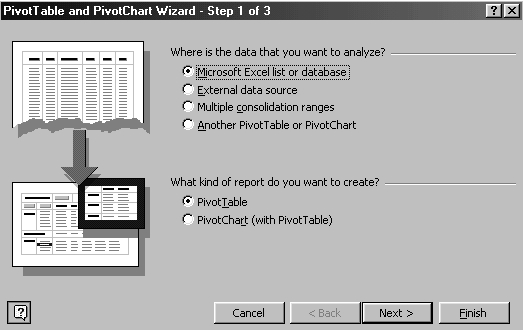 PivotTable and PivotChart Wizard - Step 1 of 3
Where is the data that you want to analyze?
Microsoft Excel list or database
External data source
Multiple consolidation ranges
Another PivotTable or PivotChart
What kind of report do you want to create?
PivotTable
PivotChart (with PivotTable)
Cancel
< Back
Next >
Finish